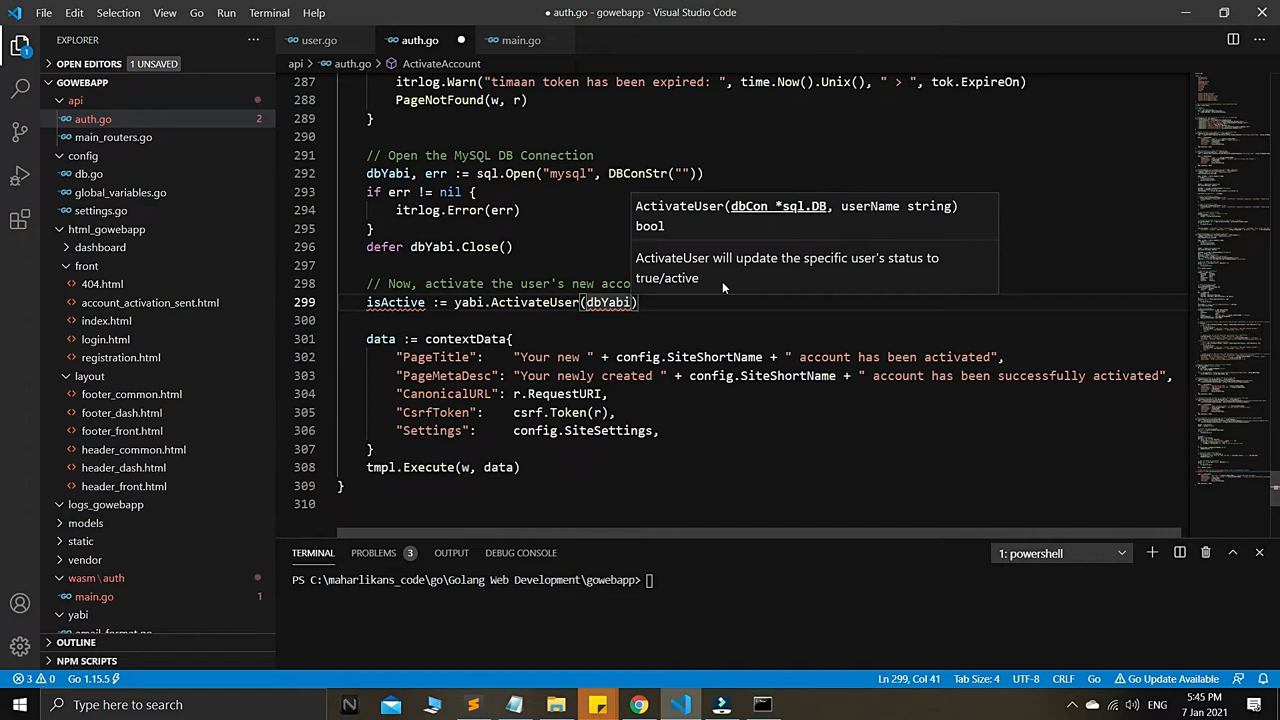 File Edit Selection View Go Run Terminal Help
● auth.go - gowebapp - Visual Studio Code
EXPLORER
OPEN EDITORS 1 UNSAVED
GOWEBAPP
api
auth.go 2
main_routers.go
config
db.go
global_variables.go
settings.go
html_gowebapp
dashboard
front
404.html
account_activation_sent.html
index.html
login.html
registration.html
layout
footer_common.html
footer_dash.html
footer_front.html
header_common.html
header_dash.html
header_front.html
logs_gowebapp
models
static
vendor
wasm \ auth
main.go 1
yabi
email_format.go
OUTLINE
NPM SCRIPTS
user.go auth.go main.go
api > auth.go > ActivateAccount
287 itrlog.Warn("timaan token has been expired: ", time.Now().Unix(), " > ", tok.ExpireOn)
288 PageNotFound(w, r)
289 }
290
291 // Open the MySQL connection
292 dbYabi, err := sql.Open("mysql", DBConStr(""))
293 if err != nil {
294 itrlog.Error(err
295 }
296 defer dbYabi.Close(
297
298 // Now, activate the user's new acco
299 isActive := yabi.ActivateUser(dbYabi)
300
301 data := contextData{
302 "PageTitle": "Your new " + config.SiteShortName + " account has been activated",
303 "PageMetaDesc": "Your nawly created " + config.SiteShortName + " account has been successfully activated",
304 "CanonicalURL": r.RequestURI,
305 "CsrfToken": csrf.Token(r),
306 "Settings": config.SiteSettings,
307 }
308 tmpl.Execute(w, data)
309 }
310
ActivateUser(dbCon *sql.DB, userName string)
bool
ActivateUser will update the specific user's status to
true/active
TERMINAL PROBLEMS 3 OUTPUT DEBUG CONSOLE
1: powershell
PS C:\maharlikans_code\go\Golang Web Development\gowebapp>
3 0 Go 1.15.5
Ln 299, Col 41 Tab Size: 4 UTF-8 CRLF Go Go Update Available
Type here to search
ENG
5:45 PM
7 Jan 2021